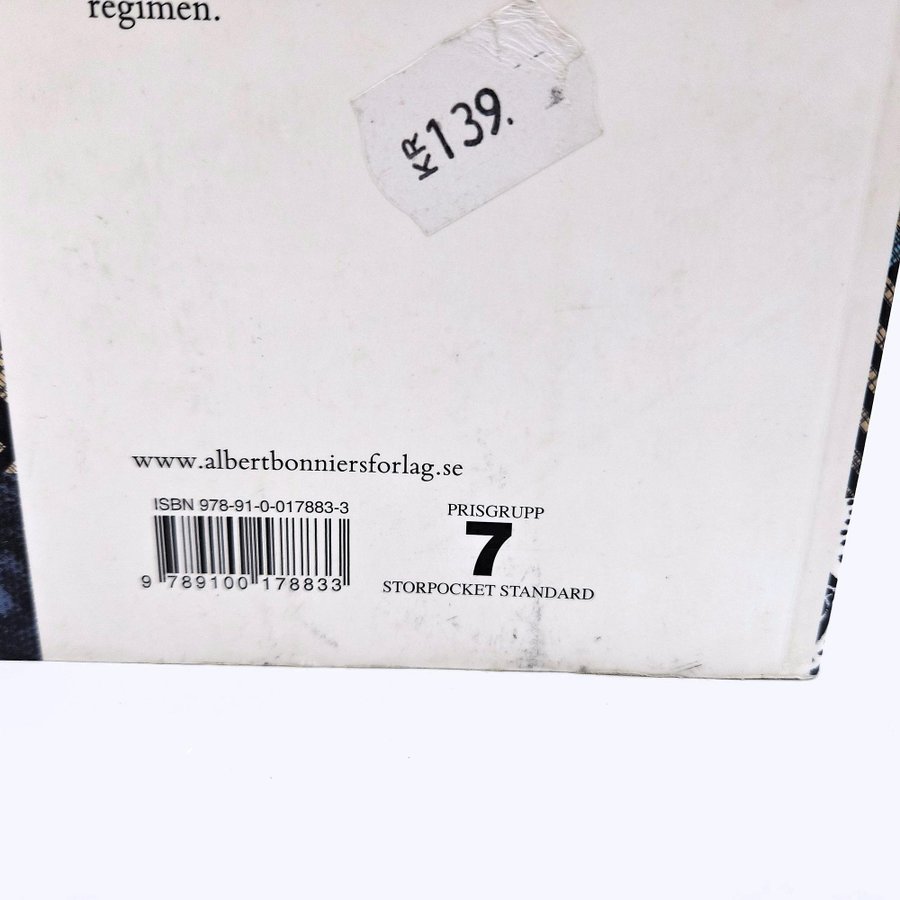 regimen.
KR 139.
www.albertbonniersforlag.se
ISBN 978-91-0-017883-3
9 789100 178833
PRISGRUPP
7
STORPOCKET STANDARD